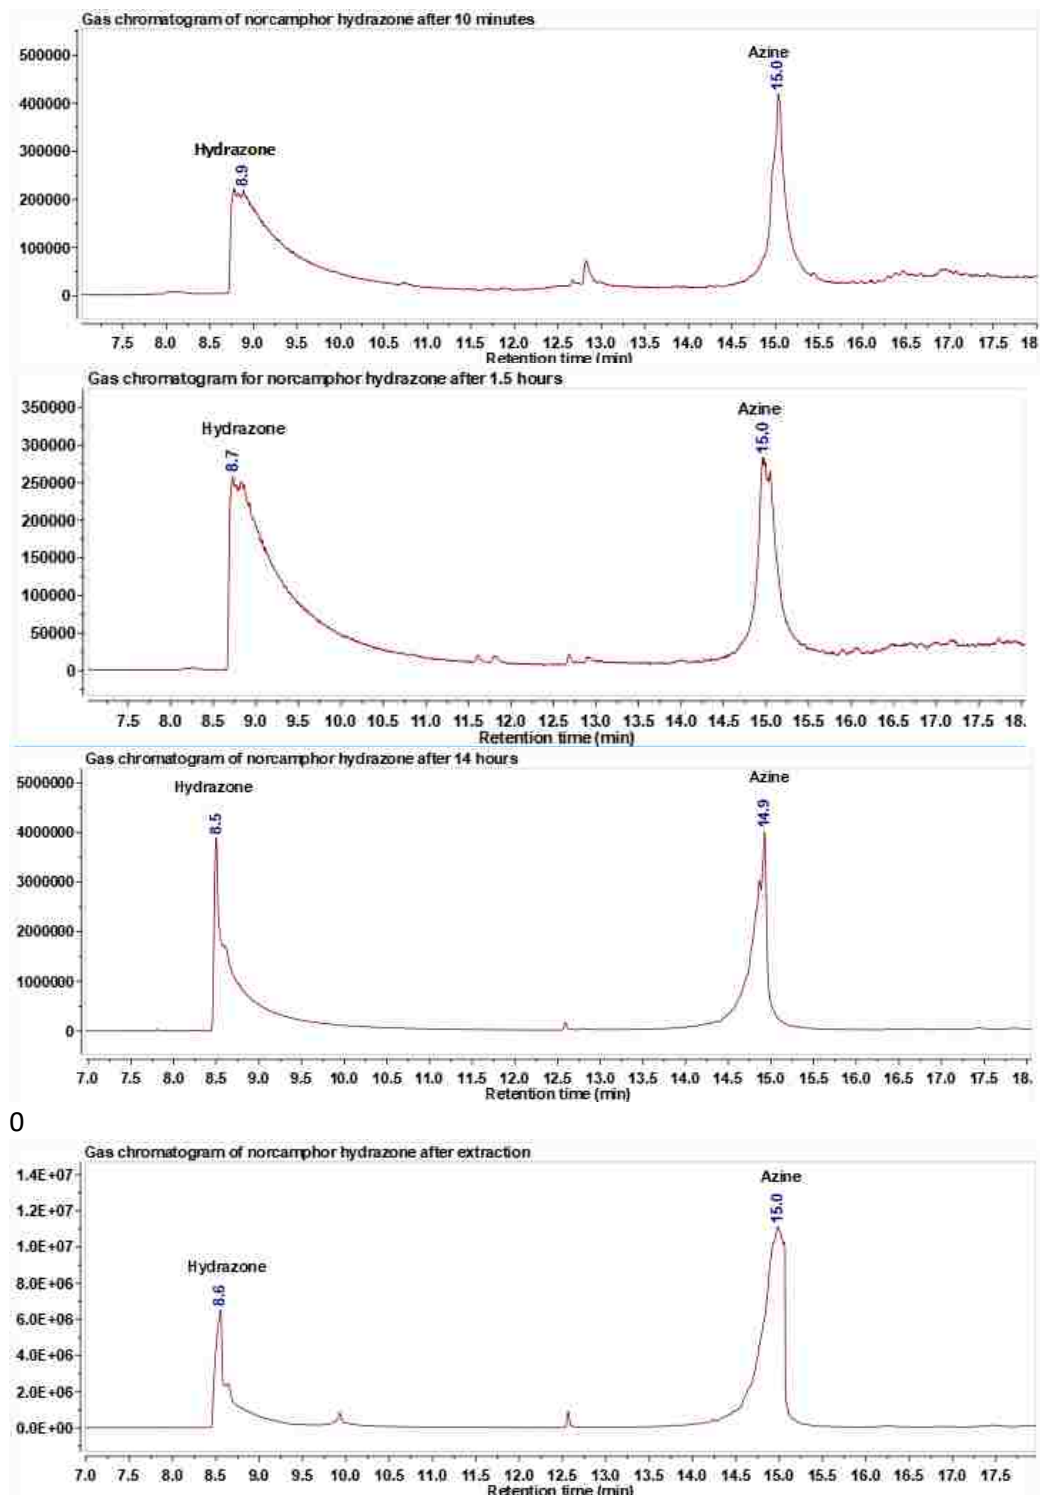 Gas chromatogram of norcamphor hydrazone after 10 minutes
Azine
15.0
500000
400000
Hydrazone
8.9
300000
200000
100000
0
7.5 8.0 8.5 9.0 9.5 10.0 10.5 11.0 11.5 12.0 12.5 13.0 13.5 14.0 14.5 15.0 15.5 16.0 16.5 17.0 17.5 18
Retention time (min)
Gas chromatogram for norcamphor hydrazone after 1.5 hours
Azine
15.0
350000
Hydrazone
8.7
300000
250000
200000
150000
100000
50000
0
7.5 8.0 8.5 9.0 9.5 10.0 10.5 11.0 11.5 12.0 12.5 13.0 13.5 14.0 14.5 15.0 15.5 16.0 16.5 17.0 17.5 18.
Retention time (min)
Gas chromatogram of norcamphor hydrazone after 14 hours
Azine
14.9
5000000
Hydrazone
8.5
4000000
3000000
2000000
1000000
0
7.0 7.5 8.0 8.5 9.0 9.5 10.0 10.5 11.0 11.5 12.0 12.5 13.0 13.5 14.0 14.5 15.0 15.5 16.0 16.5 17.0 17.5 18.
Retention time (min)
0
Gas chromatogram of norcamphor hydrazone after extraction
Azine
15.0
1.4E+07
1.2E+07
1.0E+07
Hydrazone
8.6
8.0E+06
6.0E+06
4.0E+06
2.0E+06
0.0E+00
7.0 7.5 8.0 8.5 9.0 9.5 10.0 10.5 11.0 11.5 12.0 12.5 13.0 13.5 14.0 14.5 15.0 15.5 16.0 16.5 17.0 17.5
Retention time (min)